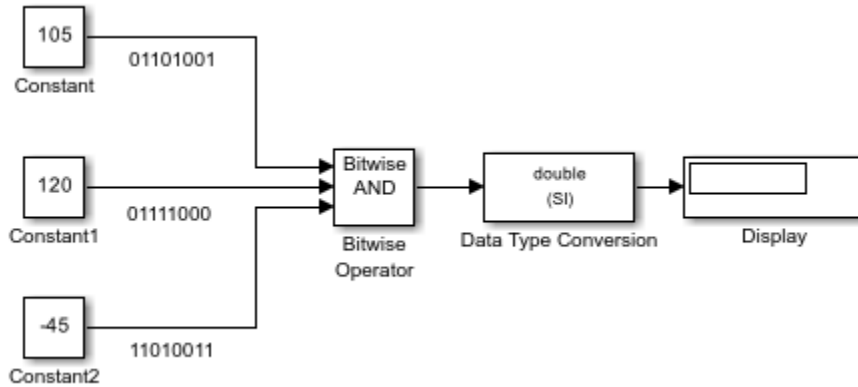 105
01101001
Constant
120
01111000
Constant1
-45
11010011
Constant2
Bitwise
AND
Bitwise
Operator
double
(SI)
Data Type Conversion
Display